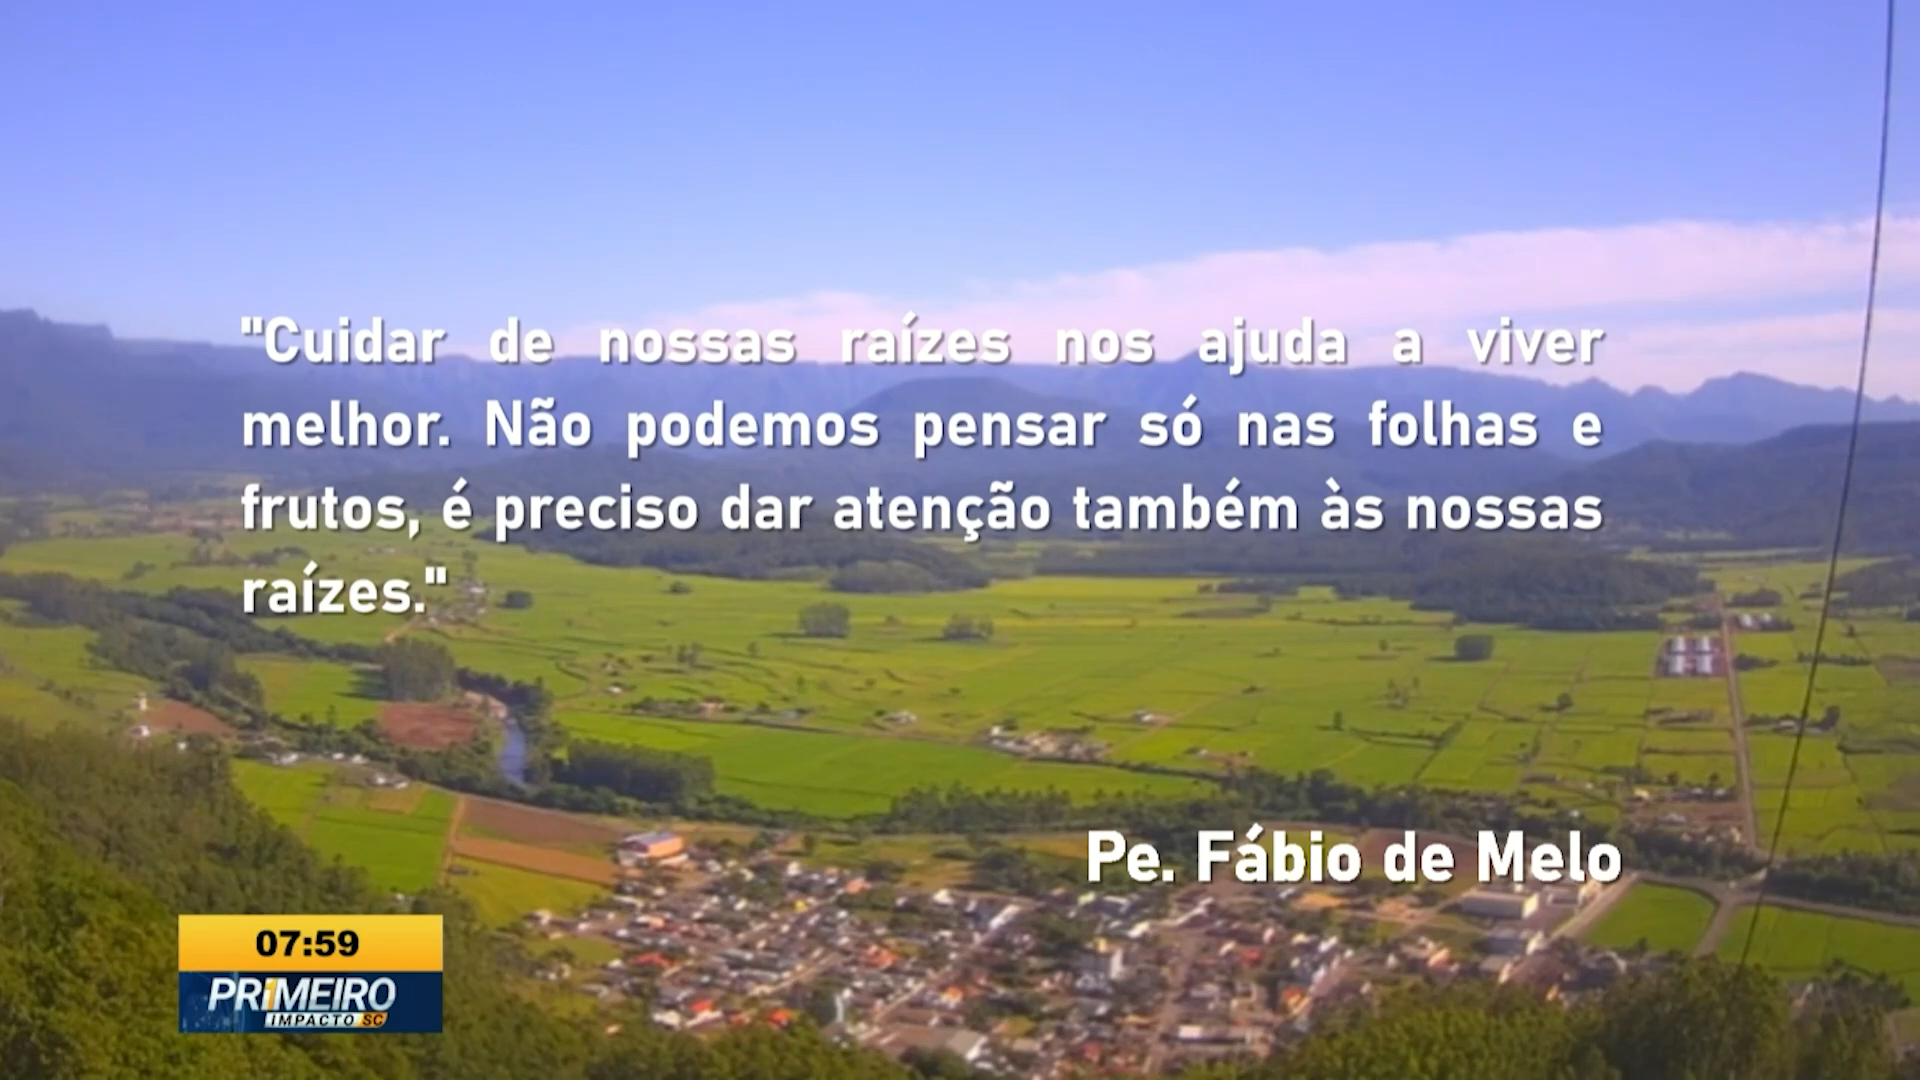 "Cuidar de nossas raízes nos ajuda a viver
melhor. Não podemos pensar só nas folhas e
frutos, é preciso dar atenção também às nossas
raízes."
Pe. Fábio de Melo
07:59
PR1MEIRO
IMPACTO SC